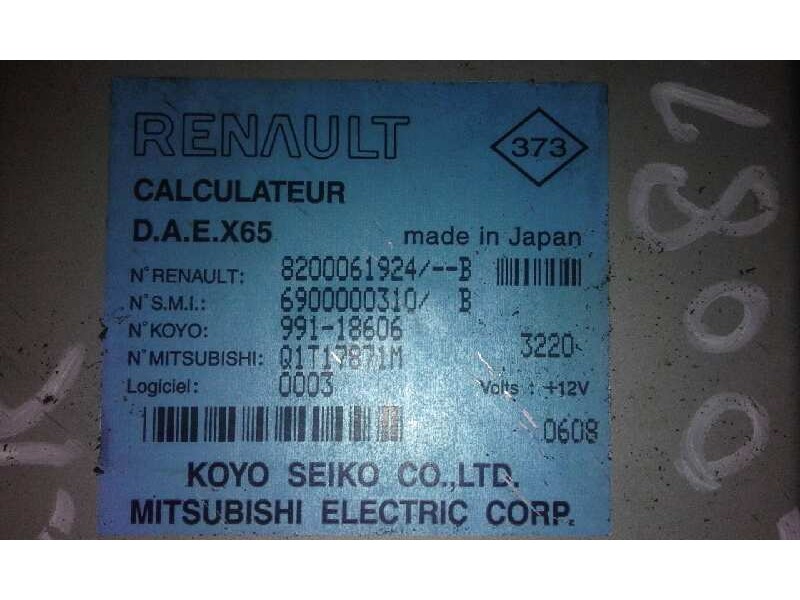 RENAULT
373
CALCULATEUR
D.A.E.X65
made in Japan
N°RENAULT: 8200061924/--B
N°S.M.I.: 6900000310/ B
N°KOYO: 991-18606
3220
N°MITSUBISHI: Q1T17871M
Logiciel: 0003
Volts : +12V
0608
KOYO SEIKO CO.,LTD.
MITSUBISHI ELECTRIC CORP.